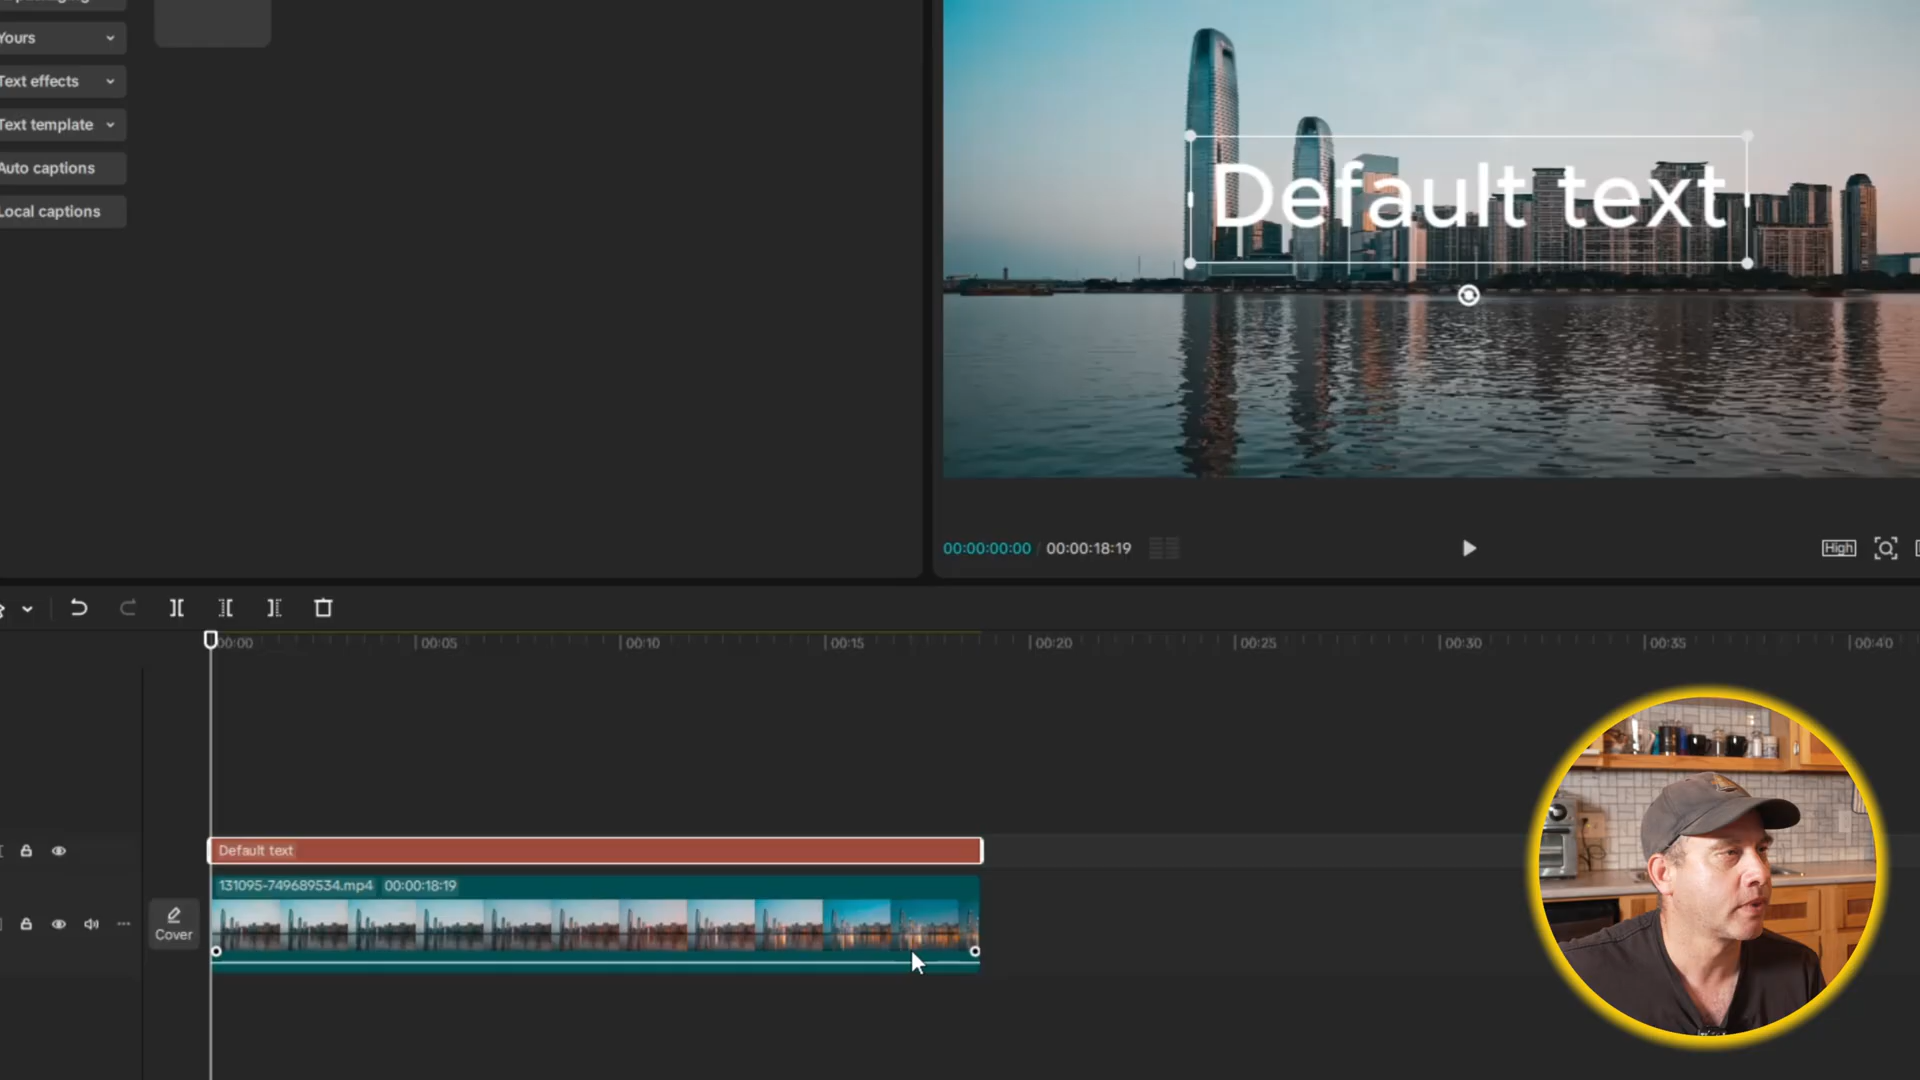 Yours
Text effects
Text template
Auto captions
Local captions
Default text
00:00:00:00 / 00:00:18:19
High
00:00 00:05 00:10 00:15 00:20 00:25 00:30 00:35 00:40
Default text
131095-749689534.mp4 00:00:18:19
Cover